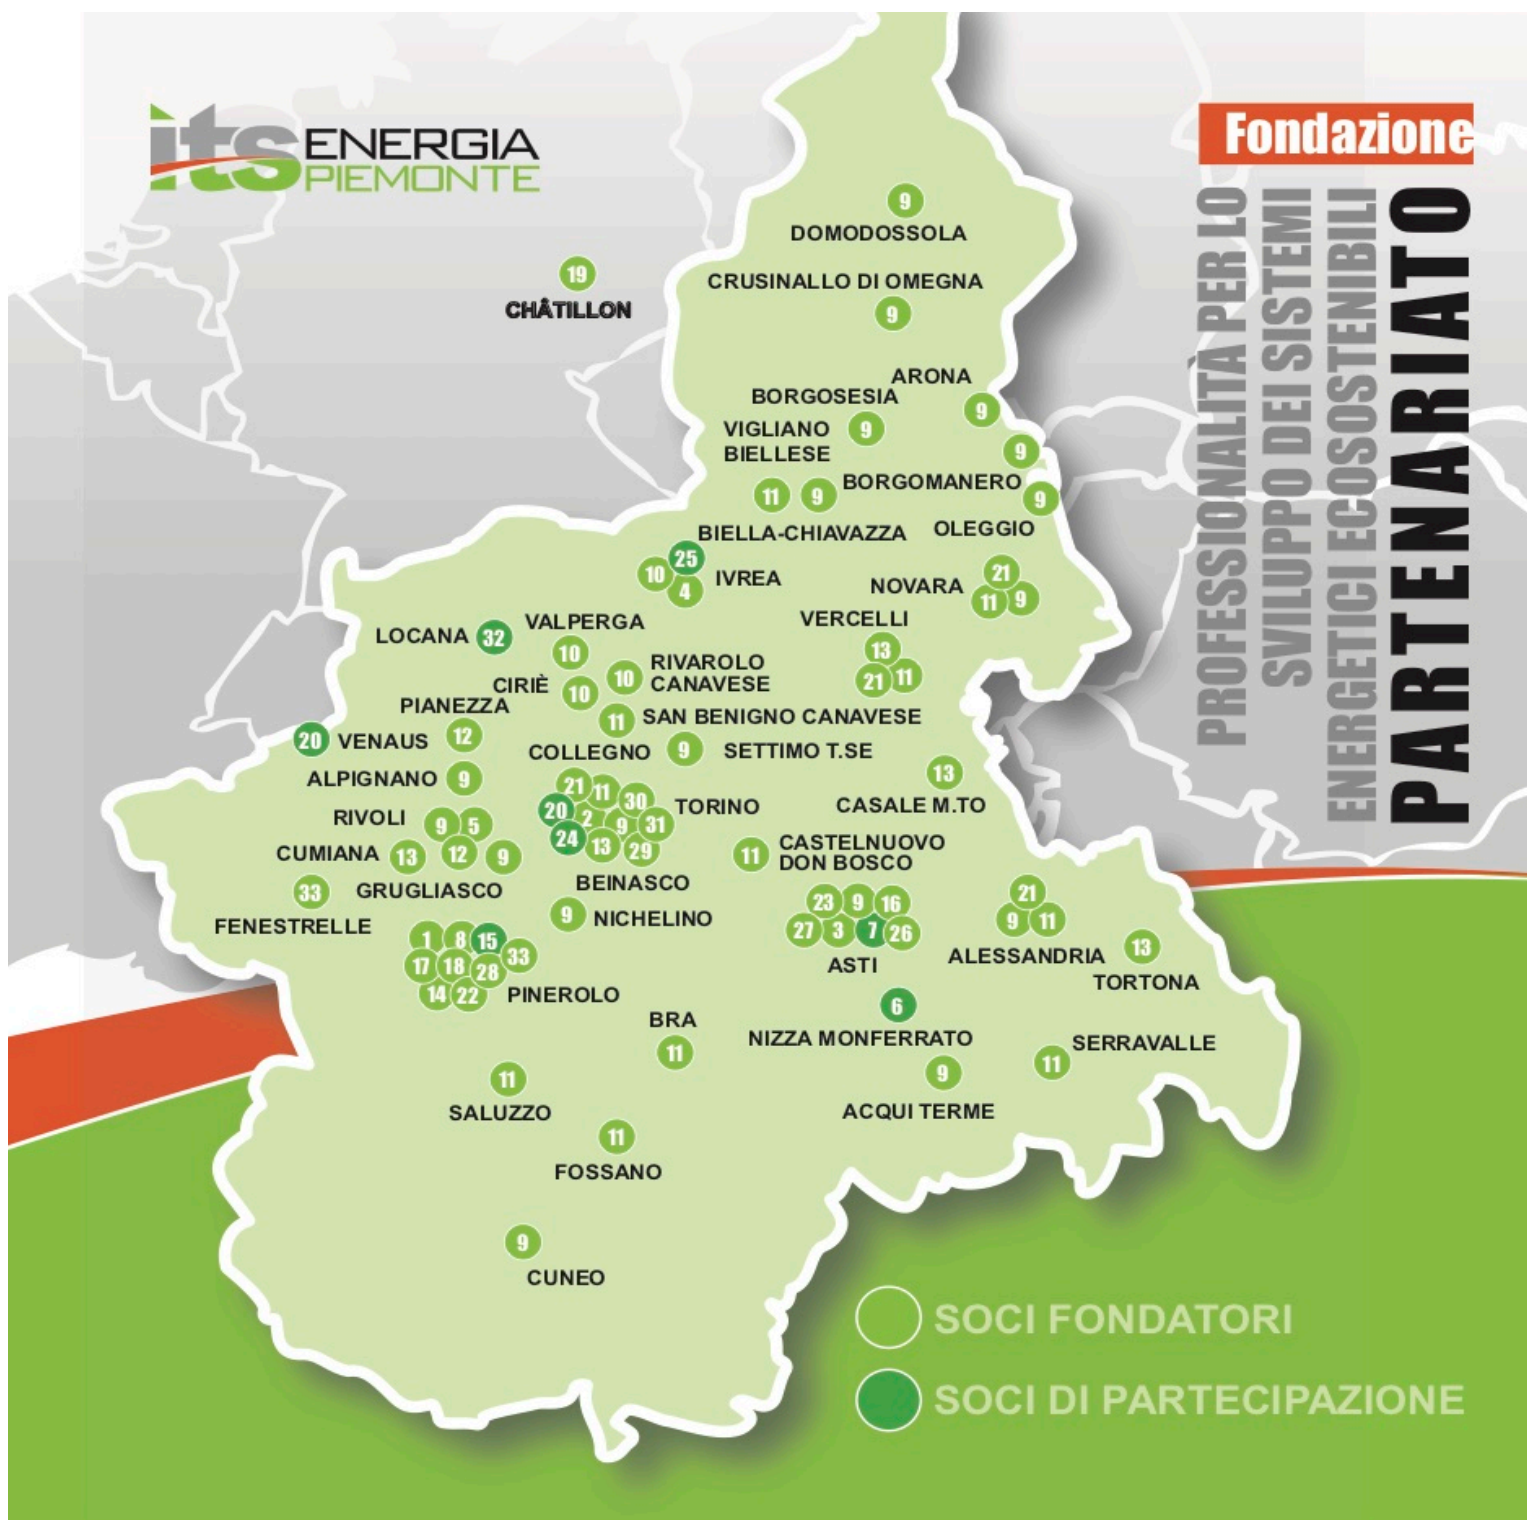 its ENERGIA
PIEMONTE
Fondazione
PROFESSIONALITÀ PER LO
SVILUPPO DEI SISTEMI
ENERGETICI ECOSOSTENIBILI
PARTENARIATO
9
DOMODOSSOLA
19
CHÂTILLON
CRUSINALLO DI OMEGNA
9
ARONA
9
BORGOSESIA
9
VIGLIANO
BIELLESE
9
11 9
BORGOMANERO
9
BIELLA-CHIAVAZZA
OLEGGIO
25
10
4
IVREA
NOVARA
21
11 9
VERCELLI
13
21 11
LOCANA 32
VALPERGA
10
RIVAROLO
CANAVESE
10
CIRIÈ
10
PIANEZZA
12
11 SAN BENIGNO CANAVESE
20 VENAUS
COLLEGNO
9 SETTIMO T.SE
ALPIGNANO 9
13
CASALE M.TO
21 11 30
20 2 9 31
24 13 29
TORINO
RIVOLI
9 5
12
CUMIANA 13
9
GRUGLIASCO
BEINASCO
11 CASTELNUOVO
DON BOSCO
33
FENESTRELLE
9 NICHELINO
23 9 16
27 3 7 26
ASTI
21
9 11
ALESSANDRIA
13
TORTONA
1 8 15 33
17 18 28
14 22
PINEROLO
6
NIZZA MONFERRATO
BRA
11
SERRAVALLE
11
9
ACQUI TERME
11
SALUZZO
11
FOSSANO
9
CUNEO
SOCI FONDATORI
SOCI DI PARTECIPAZIONE